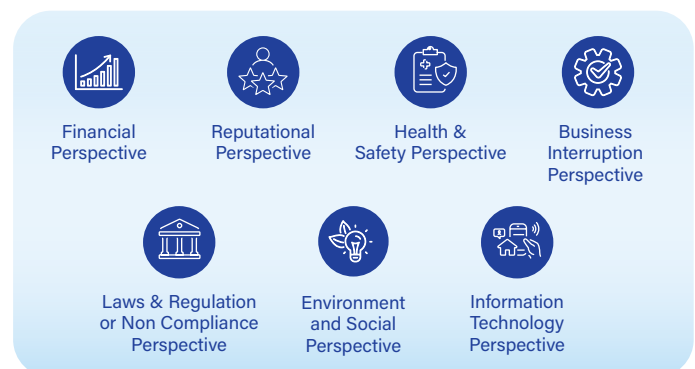 Financial
Perspective
Reputational
Perspective
Health &
Safety Perspective
Business
Interruption
Perspective
Laws & Regulation
or Non Compliance
Perspective
Environment
and Social
Perspective
Information
Technology
Perspective